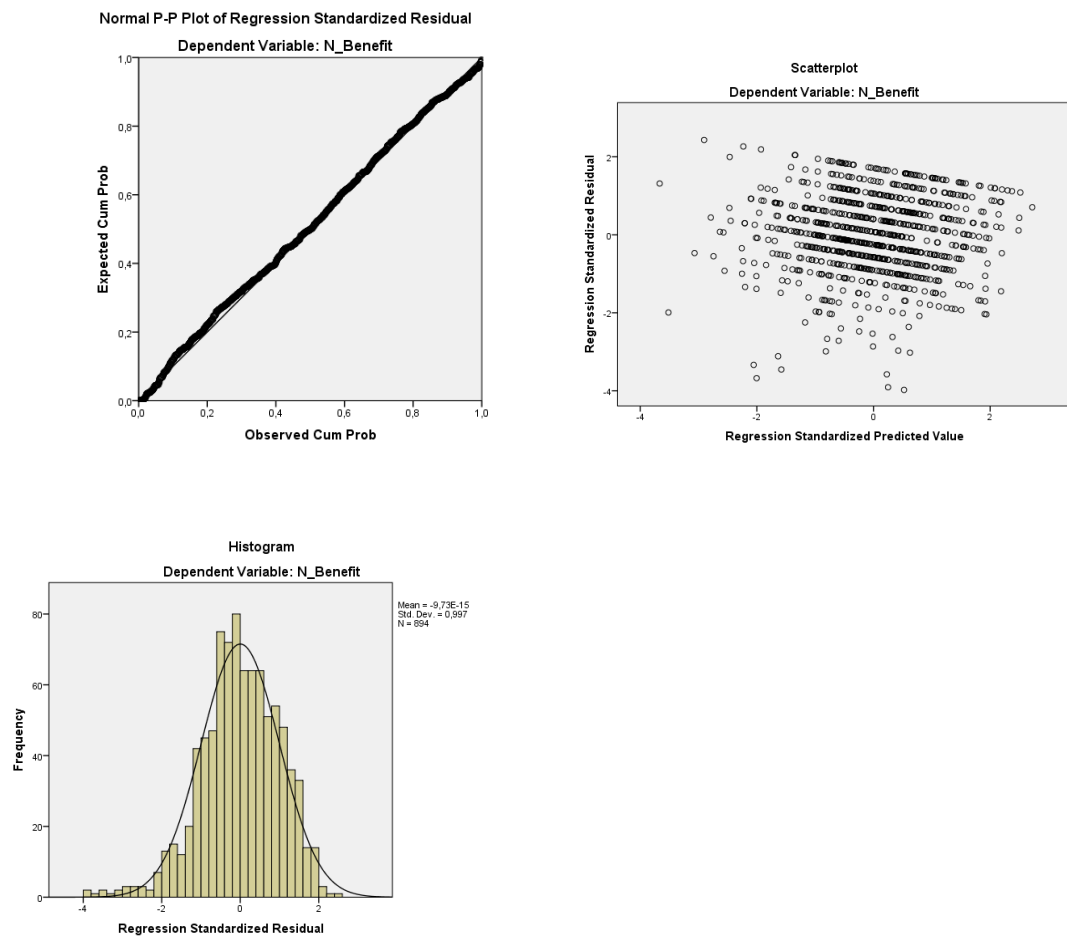 Normal P-P Plot of Regression Standardized Residual
Dependent Variable: N_Benefit
1,0
0,8
0,6
0,4
0,2
0,0
Expected Cum Prob
0,0 0,2 0,4 0,6 0,8 1,0
Observed Cum Prob
Scatterplot
Dependent Variable: N_Benefit
2
0
-2
-4
Regression Standardized Residual
-4 -2 0 2
Regression Standardized Predicted Value
Histogram
Dependent Variable: N_Benefit
Mean = -9,73E-15
Std. Dev. = 0,997
N = 894
80
60
40
20
0
Frequency
-4 -2 0 2
Regression Standardized Residual